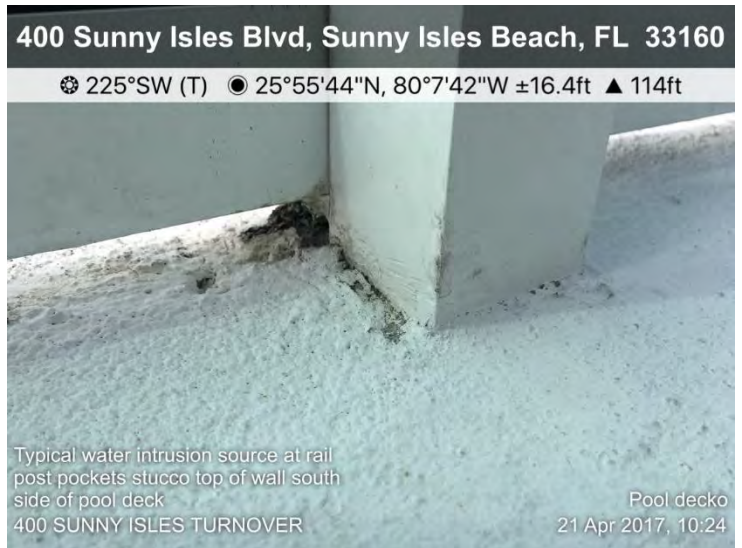 400 Sunny Isles Blvd, Sunny Isles Beach, FL 33160
225°SW (T) 25°55'44"N, 80°7'42"W ±16.4ft ▲ 114ft
Typical water intrusion source at rail
post pockets stucco top of wall south
side of pool deck
400 SUNNY ISLES TURNOVER
Pool decko
21 Apr 2017, 10:24